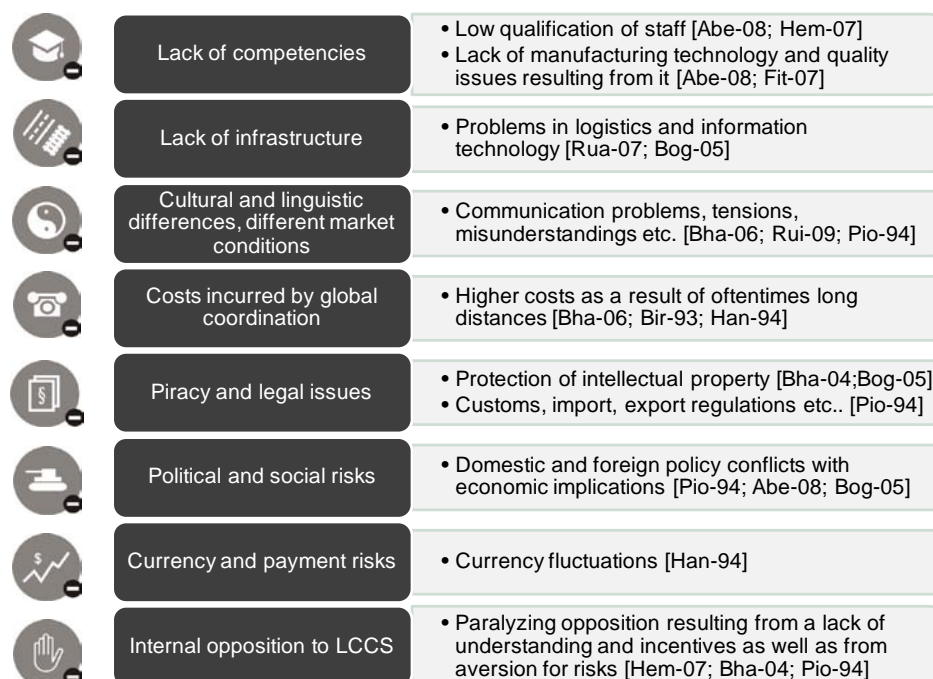 Lack of competencies
• Low qualification of staff [Abe-08; Hem-07]
• Lack of manufacturing technology and quality
issues resulting from it [Abe-08; Fit-07]
Lack of infrastructure
• Problems in logistics and information
technology [Rua-07; Bog-05]
Cultural and linguistic
differences, different market
conditions
• Communication problems, tensions,
misunderstandings etc. [Bha-06; Rui-09; Pio-94]
Costs incurred by global
coordination
• Higher costs as a result of oftentimes long
distances [Bha-06; Bir-93; Han-94]
§
Piracy and legal issues
• Protection of intellectual property [Bha-04;Bog-05]
• Customs, import, export regulations etc.. [Pio-94]
Political and social risks
• Domestic and foreign policy conflicts with
economic implications [Pio-94; Abe-08; Bog-05]
$
Currency and payment risks
• Currency fluctuations [Han-94]
Internal opposition to LCCS
• Paralyzing opposition resulting from a lack of
understanding and incentives as well as from
aversion for risks [Hem-07; Bha-04; Pio-94]